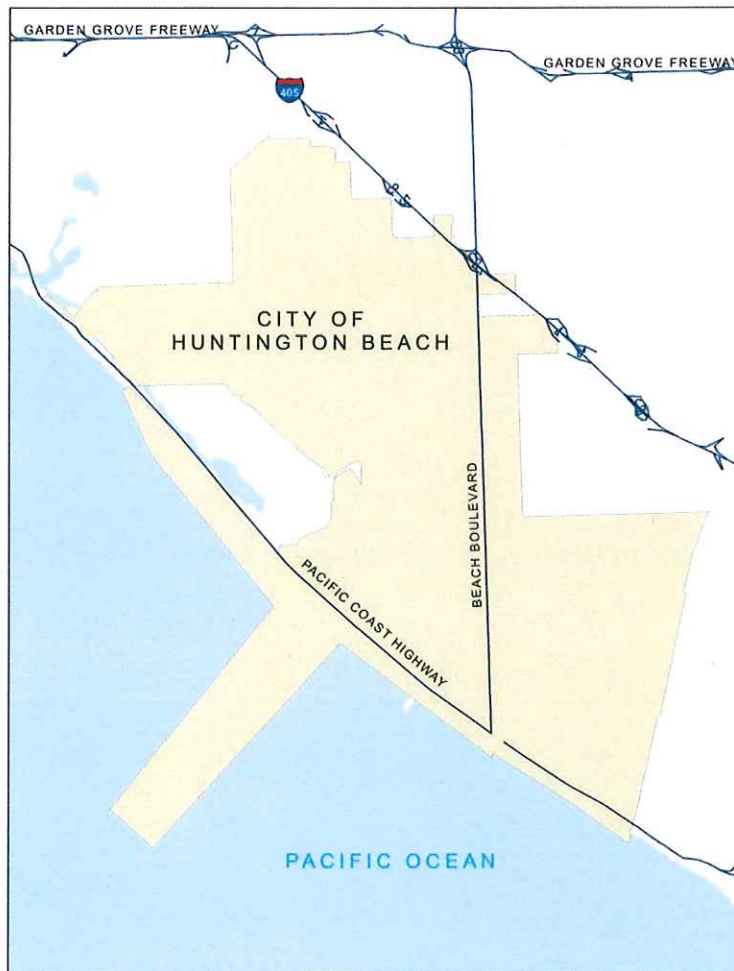 GARDEN GROVE FREEWAY
GARDEN GROVE FREEWAY
405
CITY OF
HUNTINGTON BEACH
BEACH BOULEVARD
PACIFIC COAST HIGHWAY
PACIFIC OCEAN